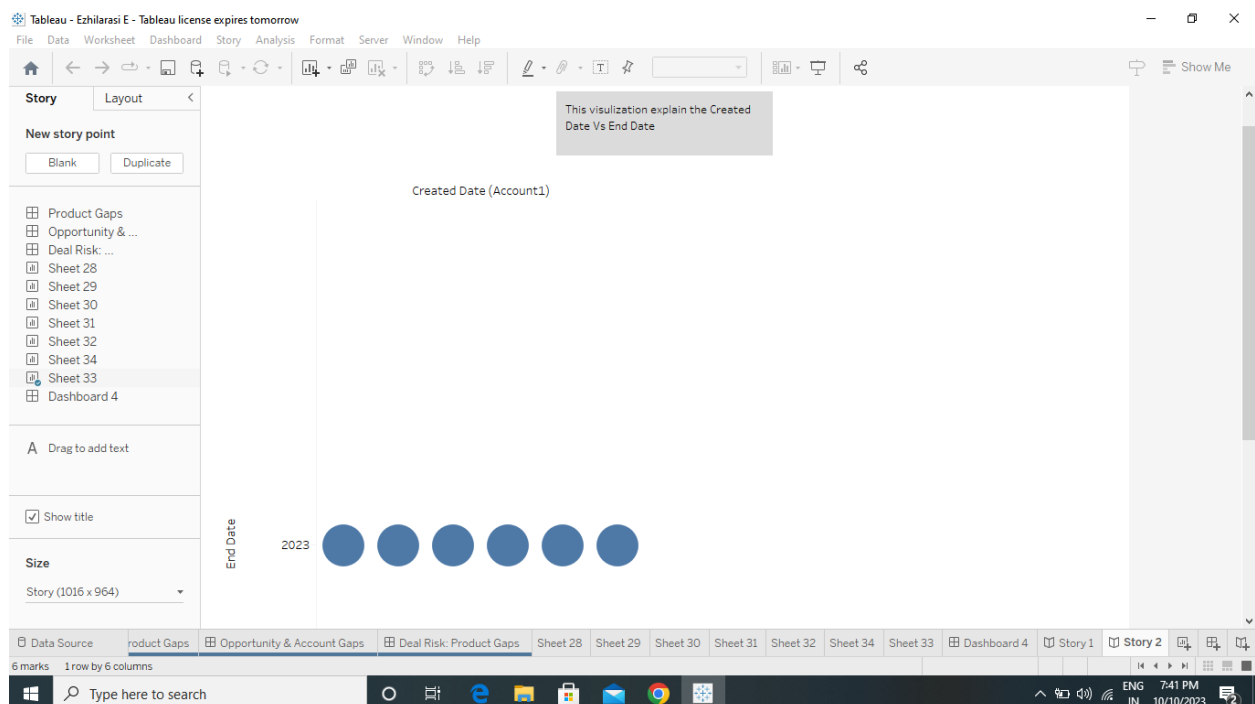 Tableau - Ezhilarasi E - Tableau license expires tomorrow
File Data Worksheet Dashboard Story Analysis Format Server Window Help
Show Me
Story Layout
New story point
Blank Duplicate
Product Gaps
Opportunity & ...
Deal Risk: ...
Sheet 28
Sheet 29
Sheet 30
Sheet 31
Sheet 32
Sheet 34
Sheet 33
Dashboard 4
A Drag to add text
Show title
Size
Story (1016 x 964)
This visulization explain the Created
Date Vs End Date
Created Date (Account1)
End Date
2023
Data Source roduct Gaps Opportunity & Account Gaps Deal Risk: Product Gaps Sheet 28 Sheet 29 Sheet 30 Sheet 31 Sheet 32 Sheet 34 Sheet 33 Dashboard 4 Story 1 Story 2
6 marks 1 row by 6 columns
Type here to search
ENG 7:41 PM
IN 10/10/2023
2